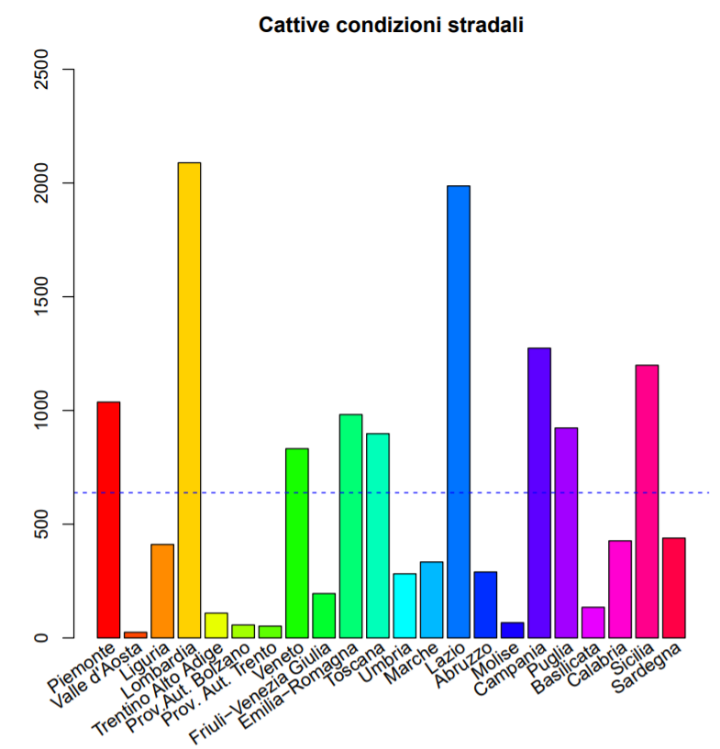 Cattive condizioni stradali
2500
2000
1500
1000
500
0
Piemonte
Valle d'Aosta
Liguria
Lombardia
Trentino Alto Adige
Prov.Aut. Bolzano
Prov. Aut. Trento
Veneto
Friuli−Venezia Giulia
Emilia−Romagna
Toscana
Umbria
Marche
Lazio
Abruzzo
Molise
Campania
Puglia
Basilicata
Calabria
Sicilia
Sardegna